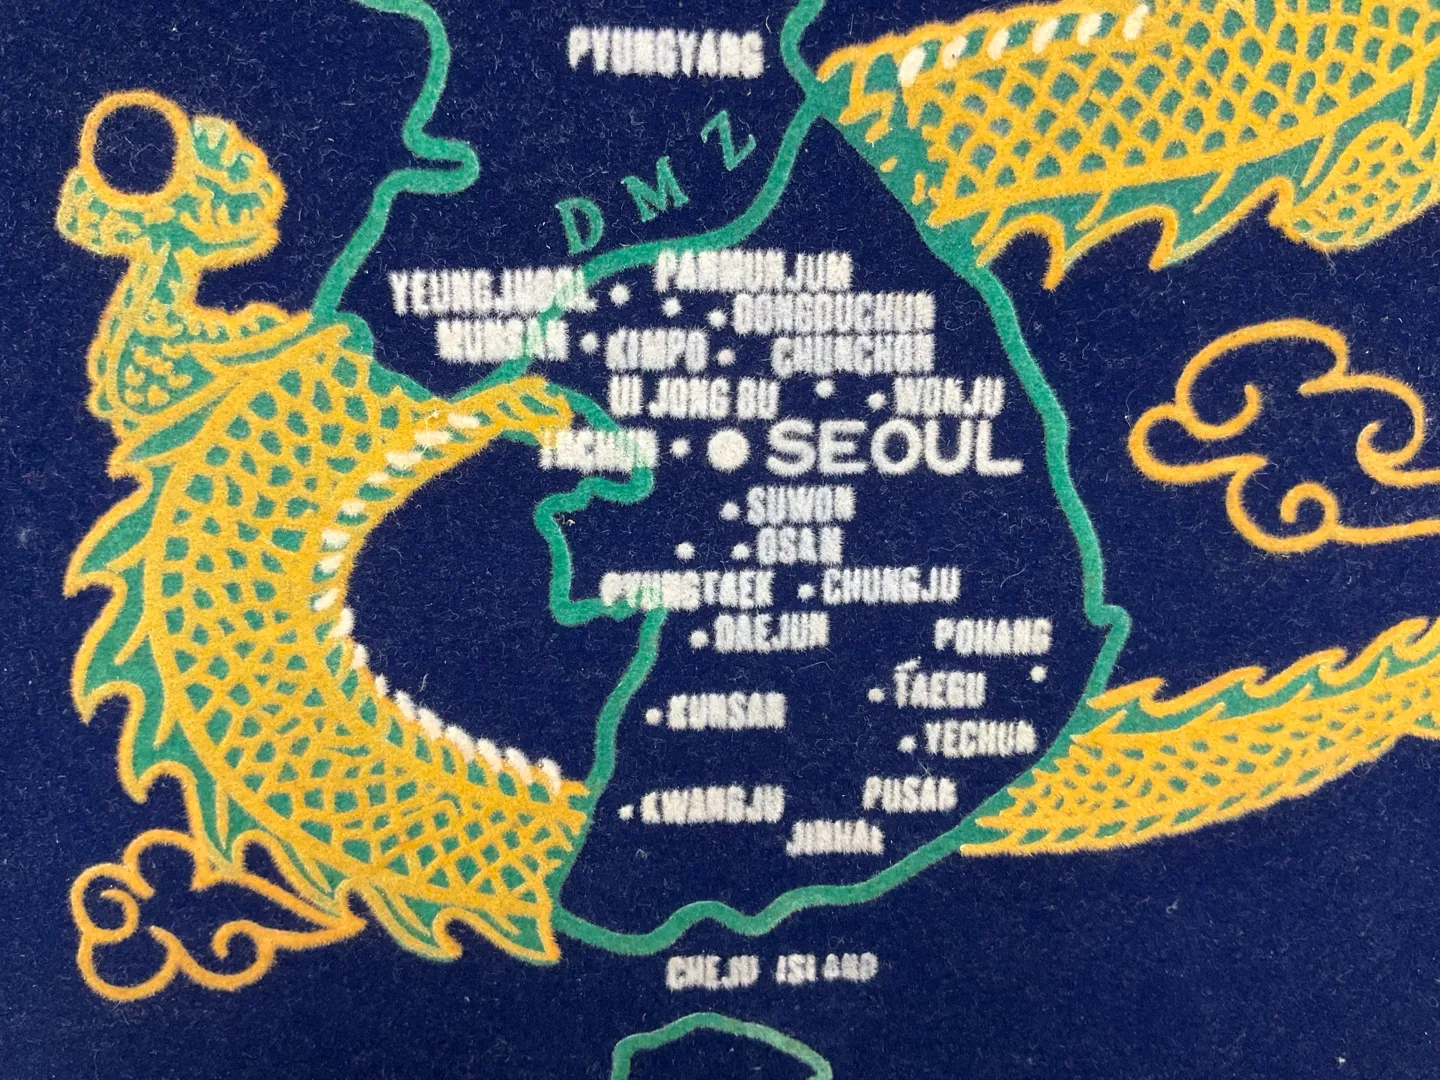 PYUNGYANG
DMZ
YEUNGJUGOL
PANMUNJUM
MUNSAN
DONGDUCHUN
KIMPO
CHUNCHON
UI JONG BU
WONJU
SEOUL
SUWON
OSAN
PYUNGTAEK
CHUNGJU
DAEJUN
POHANG
TAEGU
KUNSAN
YECHUN
KWANGJU
PUSAN
JINHAE
CHEJU ISLAND